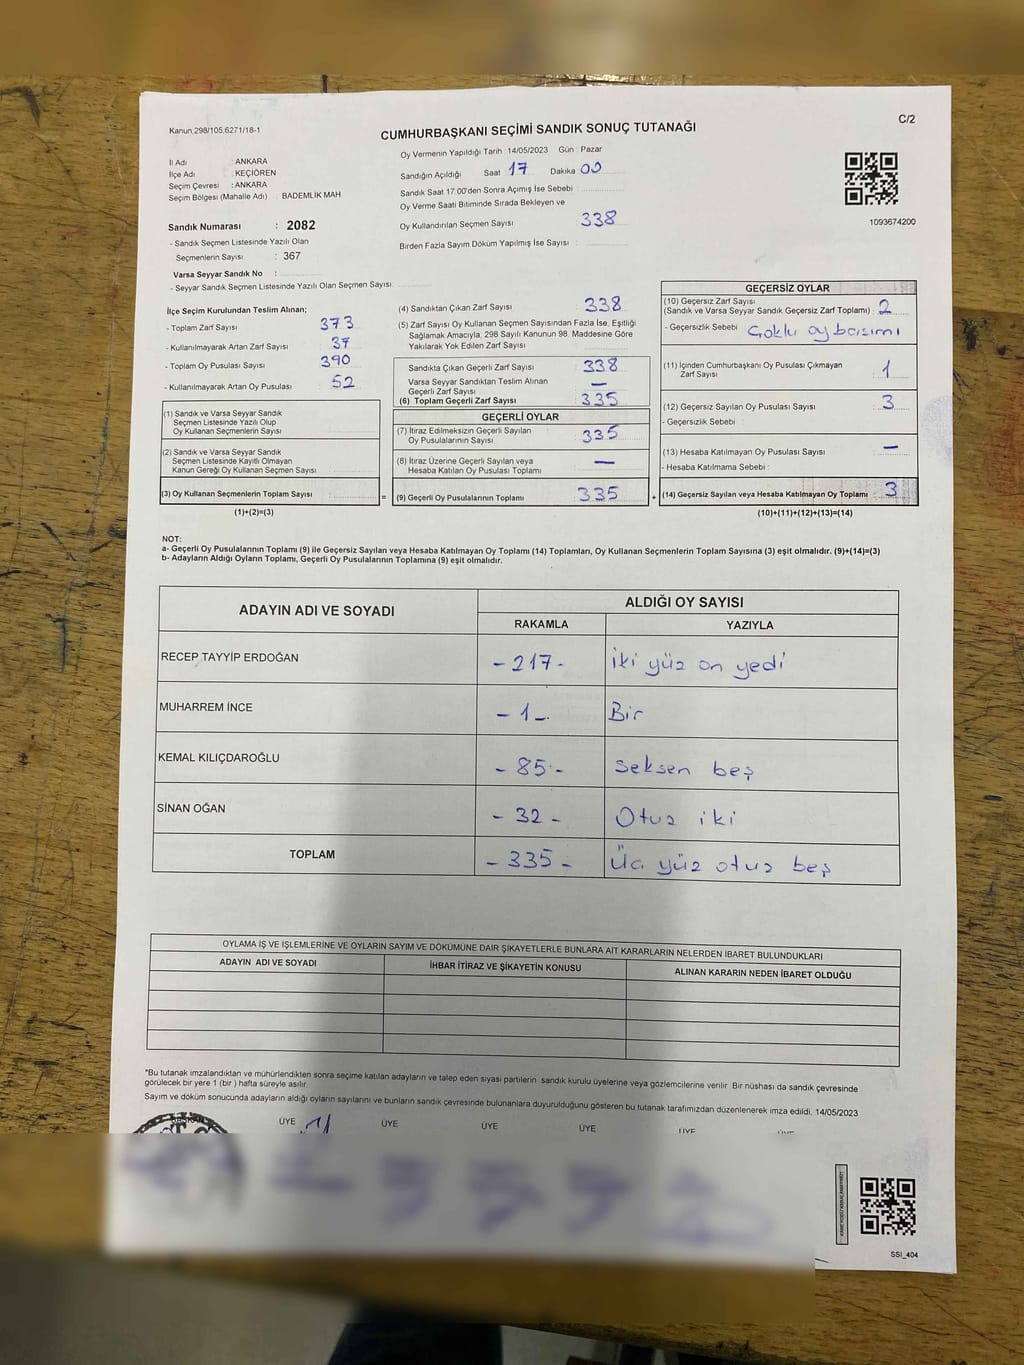 Kanun,298/105,6271/18-1
CUMHURBAŞKANI SEÇİMİ SANDIK SONUÇ TUTANAĞI
C/2
İl Adı : ANKARA
İlçe Adı : KEÇİÖREN
Seçim Çevresi : ANKARA
Seçim Bölgesi (Mahalle Adı) : BADEMLİK MAH
Oy Vermenin Yapıldığı Tarih : 14/05/2023 Gün : Pazar
Sandığın Açıldığı Saat 17 Dakika 00
Sandık Saat 17:00'den Sonra Açımış İse Sebebi :
Oy Verme Saati Bitiminde Sırada Bekleyen ve
Oy Kullandırılan Seçmen Sayısı 338
Birden Fazla Sayım Döküm Yapılmış İse Sayısı :
1093674200
Sandık Numarası : 2082
- Sandık Seçmen Listesinde Yazılı Olan
Seçmenlerin Sayısı : 367
Varsa Seyyar Sandık No :
- Seyyar Sandık Seçmen Listesinde Yazılı Olan Seçmen Sayısı:
İlçe Seçim Kurulundan Teslim Alınan;
- Toplam Zarf Sayısı 373
- Kullanılmayarak Artan Zarf Sayısı 37
- Toplam Oy Pusulası Sayısı 390
- Kullanılmayarak Artan Oy Pusulası 52
(1) Sandık ve Varsa Seyyar Sandık
Seçmen Listesinde Yazılı Olup
Oy Kullanan Seçmenlerin Sayısı
(2) Sandık ve Varsa Seyyar Sandık
Seçmen Listesinde Kayıtlı Olmayan
Kanun Gereği Oy Kullanan Seçmen Sayısı
(3) Oy Kullanan Seçmenlerin Toplam Sayısı =
(1)+(2)=(3)
(4) Sandıktan Çıkan Zarf Sayısı 338
(5) Zarf Sayısı Oy Kullanan Seçmen Sayısından Fazla İse, Eşitliği
Sağlamak Amacıyla, 298 Sayılı Kanunun 98. Maddesine Göre
Yakılarak Yok Edilen Zarf Sayısı
Sandıkta Çıkan Geçerli Zarf Sayısı 338
Varsa Seyyar Sandıktan Teslim Alınan
Geçerli Zarf Sayısı —
(6) Toplam Geçerli Zarf Sayısı 335
GEÇERLİ OYLAR
(7) İtiraz Edilmeksizin Geçerli Sayılan
Oy Pusulalarının Sayısı 335
(8) İtiraz Üzerine Geçerli Sayılan veya
Hesaba Katılan Oy Pusulası Toplamı —
(9) Geçerli Oy Pusulalarının Toplamı 335 +
GEÇERSİZ OYLAR
(10) Geçersiz Zarf Sayısı
(Sandık ve Varsa Seyyar Sandık Geçersiz Zarf Toplamı) : 2
- Geçersizlik Sebebi Çoklu oy basımı
(11) İçinden Cumhurbaşkanı Oy Pusulası Çıkmayan
Zarf Sayısı 1
(12) Geçersiz Sayılan Oy Pusulası Sayısı 3
- Geçersizlik Sebebi :
(13) Hesaba Katılmayan Oy Pusulası Sayısı —
- Hesaba Katılmama Sebebi :
(14) Geçersiz Sayılan veya Hesaba Katılmayan Oy Toplamı 3
(10)+(11)+(12)+(13)=(14)
NOT:
a- Geçerli Oy Pusulalarının Toplamı (9) ile Geçersiz Sayılan veya Hesaba Katılmayan Oy Toplamı (14) Toplamları, Oy Kullanan Seçmenlerin Toplam Sayısına (3) eşit olmalıdır. (9)+(14)=(3)
b- Adayların Aldığı Oyların Toplamı, Geçerli Oy Pusulalarının Toplamına (9) eşit olmalıdır.
ADAYIN ADI VE SOYADI ALDIĞI OY SAYISI
RAKAMLA YAZIYLA
RECEP TAYYİP ERDOĞAN - 217 - iki yüz on yedi
MUHARREM İNCE - 1 - Bir
KEMAL KILIÇDAROĞLU - 85 - Seksen beş
SİNAN OĞAN - 32 - Otuz iki
TOPLAM - 335 - Üç yüz otuz beş
OYLAMA İŞ VE İŞLEMLERİNE VE OYLARIN SAYIM VE DÖKÜMÜNE DAİR ŞİKAYETLERLE BUNLARA AİT KARARLARIN NELERDEN İBARET BULUNDUKLARI
ADAYIN ADI VE SOYADI İHBAR İTİRAZ VE ŞİKAYETİN KONUSU ALINAN KARARIN NEDEN İBARET OLDUĞU
*Bu tutanak imzalandıktan ve mühürlendikten sonra seçime katılan adayların ve talep eden siyasi partilerin sandık kurulu üyelerine veya gözlemcilerine verilir. Bir nüshası da sandık çevresinde
görülecek bir yere 1 (bir ) hafta süreyle asılır.
Sayım ve döküm sonucunda adayların aldığı oyların sayılarını ve bunların sandık çevresinde bulunanlara duyurulduğunu gösteren bu tutanak tarafımızdan düzenlenerek imza edildi. 14/05/2023
ÜYE ÜYE ÜYE ÜYE ÜYE ÜYE
SSI_404